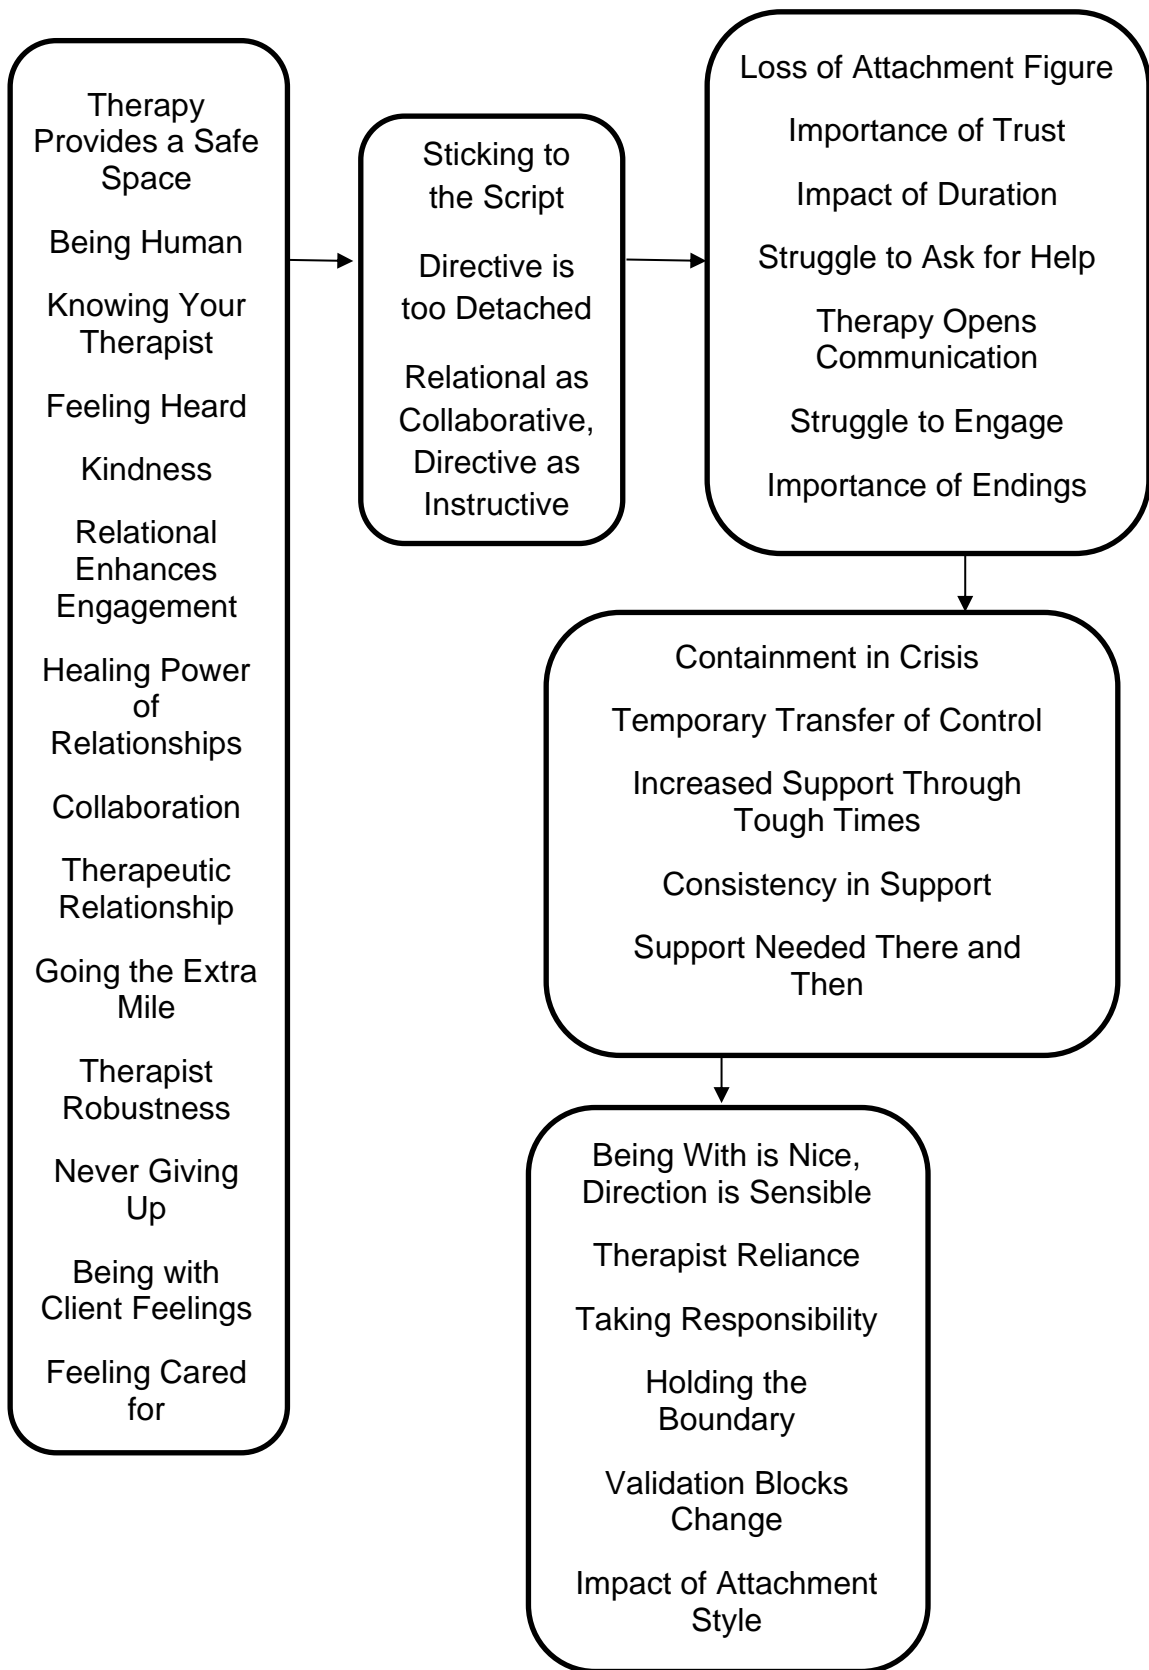 Therapy
Provides a Safe
Space
Being Human
Knowing Your
Therapist
Feeling Heard
Kindness
Relational
Enhances
Engagement
Healing Power
of
Relationships
Collaboration
Therapeutic
Relationship
Going the Extra
Mile
Therapist
Robustness
Never Giving
Up
Being with
Client Feelings
Feeling Cared
for
Sticking to
the Script
Directive is
too Detached
Relational as
Collaborative,
Directive as
Instructive
Loss of Attachment Figure
Importance of Trust
Impact of Duration
Struggle to Ask for Help
Therapy Opens
Communication
Struggle to Engage
Importance of Endings
Containment in Crisis
Temporary Transfer of Control
Increased Support Through
Tough Times
Consistency in Support
Support Needed There and
Then
Being With is Nice,
Direction is Sensible
Therapist Reliance
Taking Responsibility
Holding the
Boundary
Validation Blocks
Change
Impact of Attachment
Style